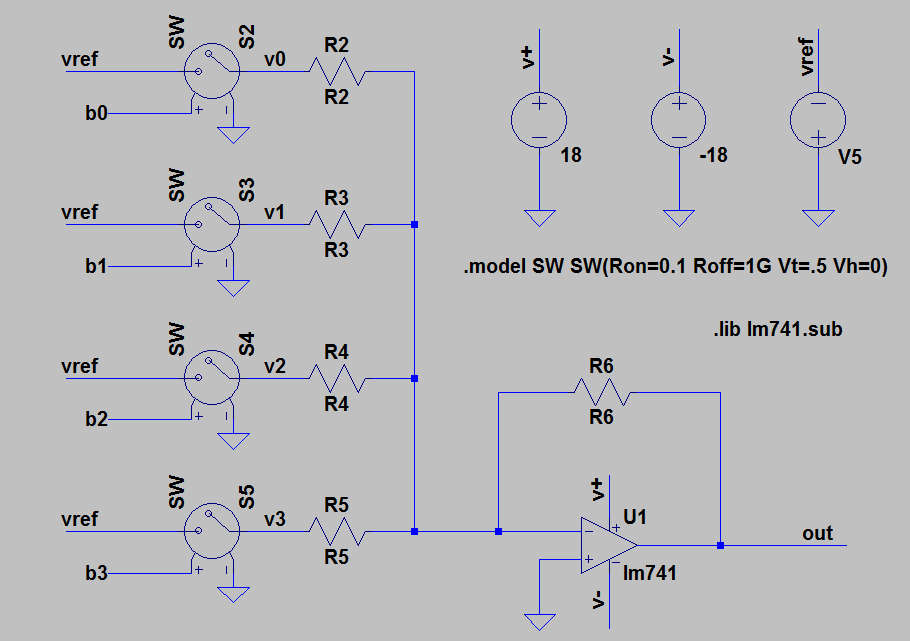 SW
S2
vref
v0
R2
R2
b0
+
-
SW
S3
vref
v1
R3
R3
b1
+
-
SW
S4
vref
v2
R4
R4
b2
+
-
SW
S5
vref
v3
R5
R5
b3
+
-
v+
+
-
18
v-
+
-
-18
vref
-
+
V5
.model SW SW(Ron=0.1 Roff=1G Vt=.5 Vh=0)
.lib lm741.sub
R6
R6
v+
U1
+
-
+
-
lm741
v-
out